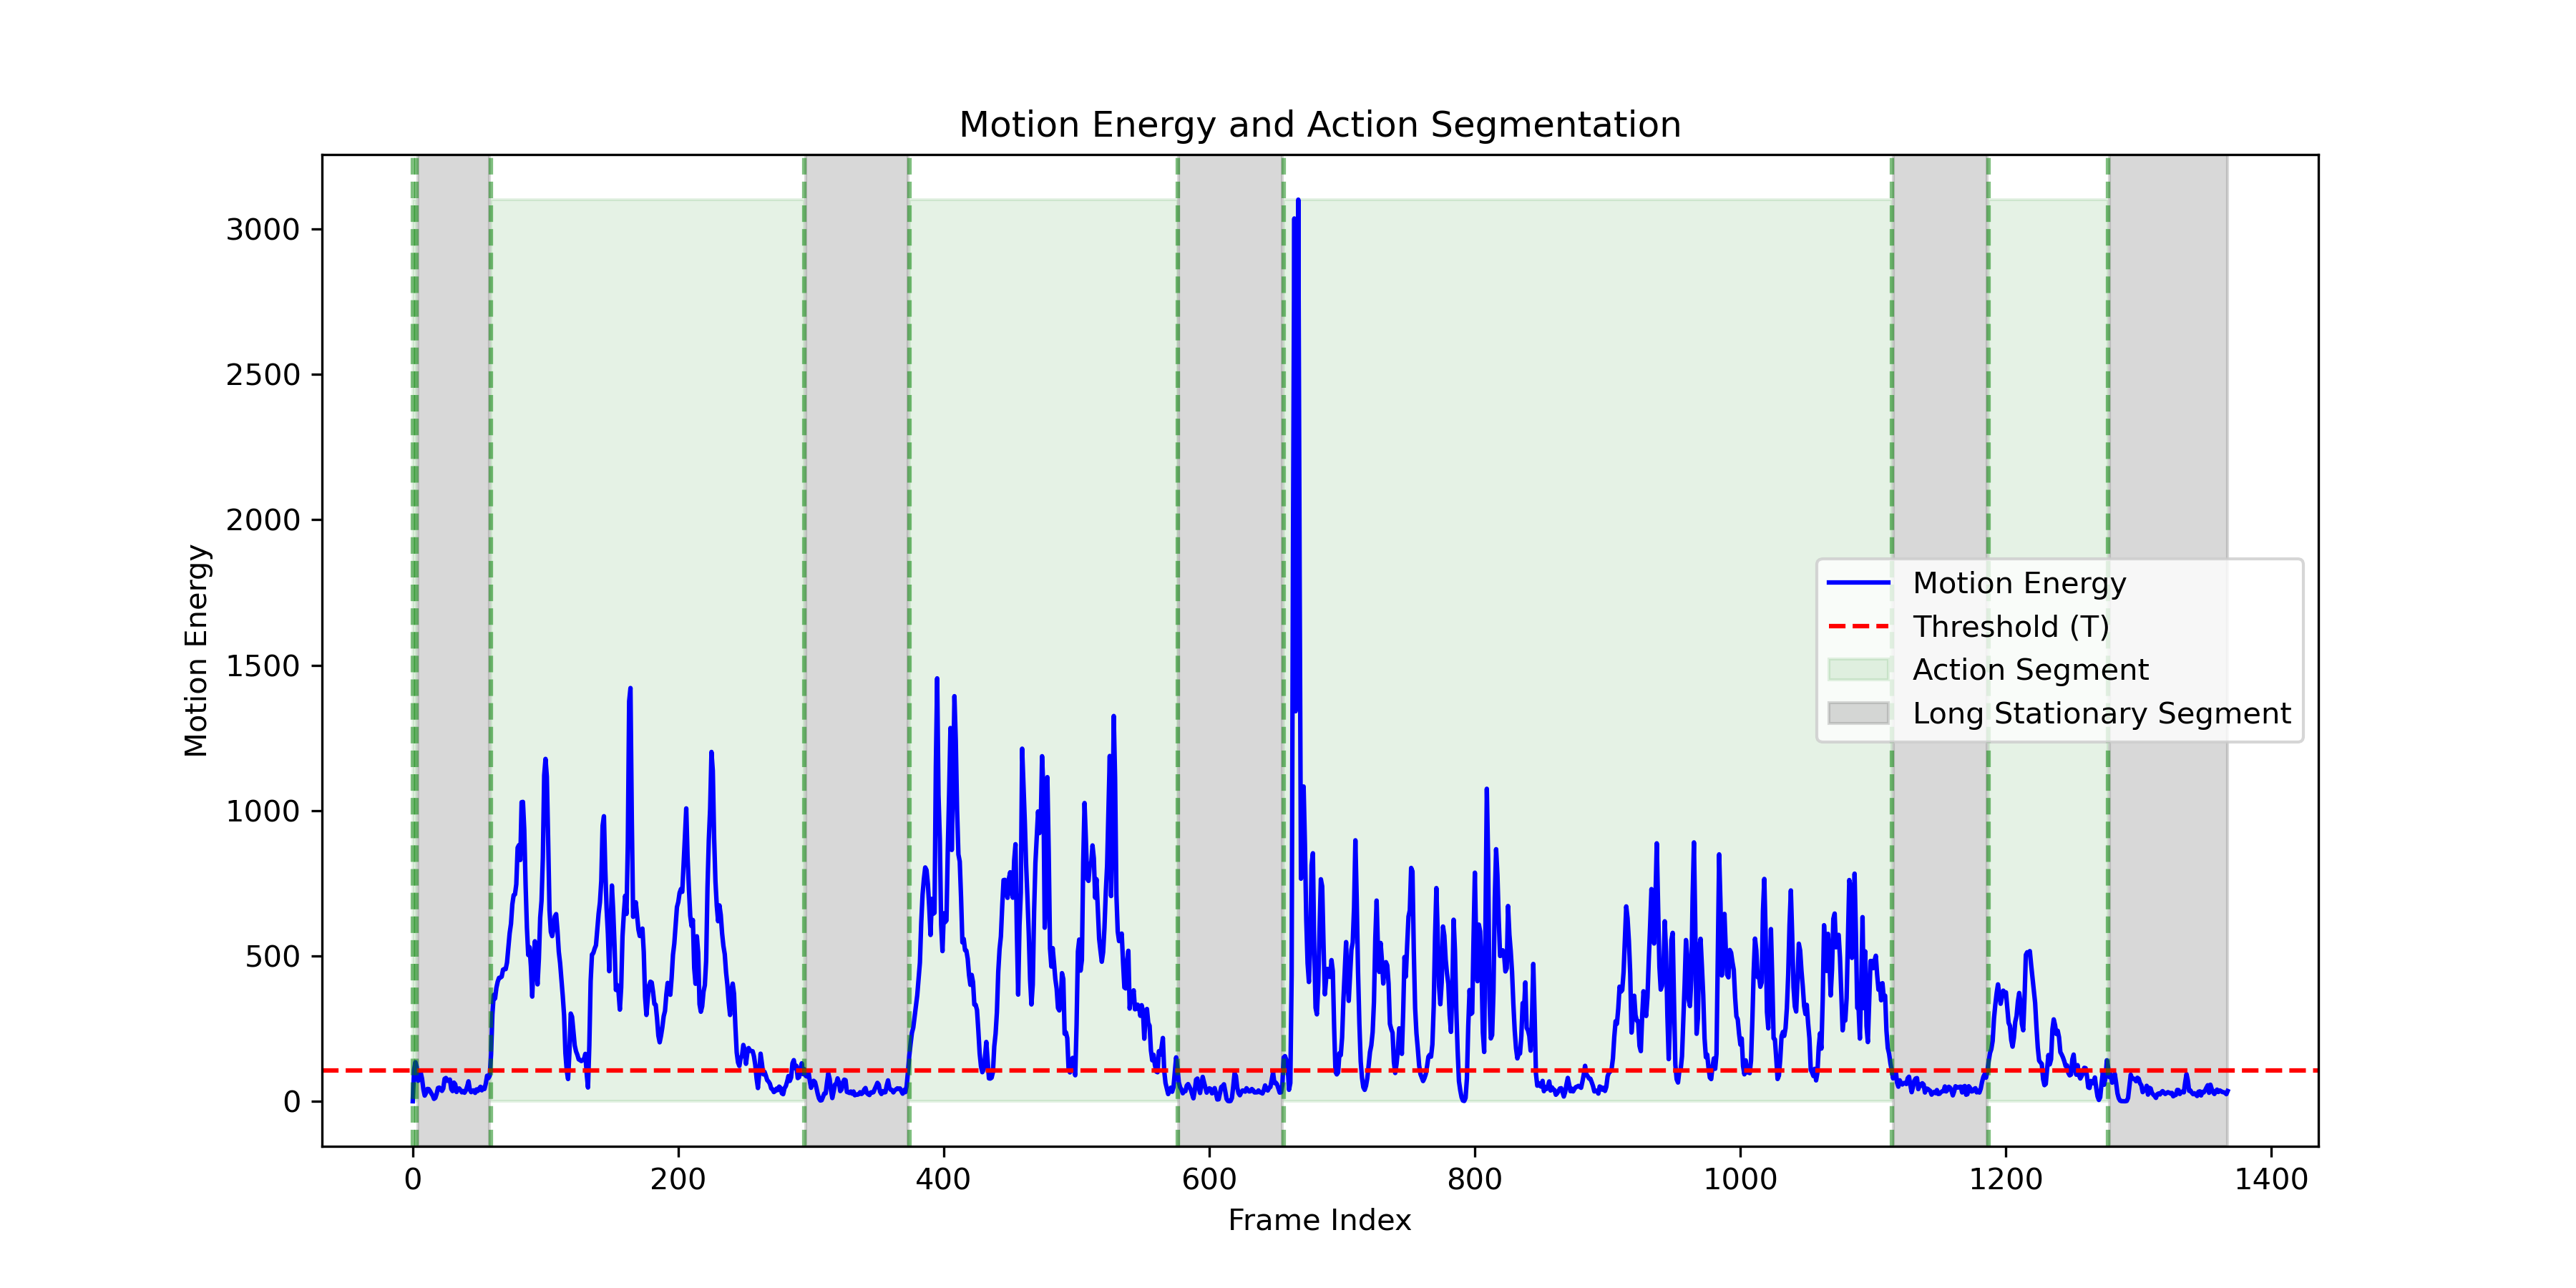 Motion Energy and Action Segmentation
3000
2500
2000
1500
1000
500
0
Motion Energy
Motion Energy
Threshold (T)
Action Segment
Long Stationary Segment
0 200 400 600 800 1000 1200 1400
Frame Index